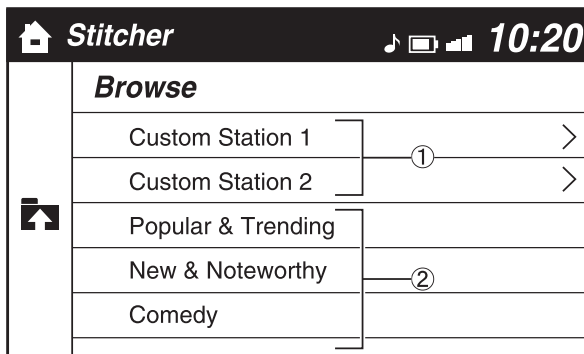 Stitcher 10:20
Browse
Custom Station 1
①
Custom Station 2
Popular & Trending
New & Noteworthy
②
Comedy